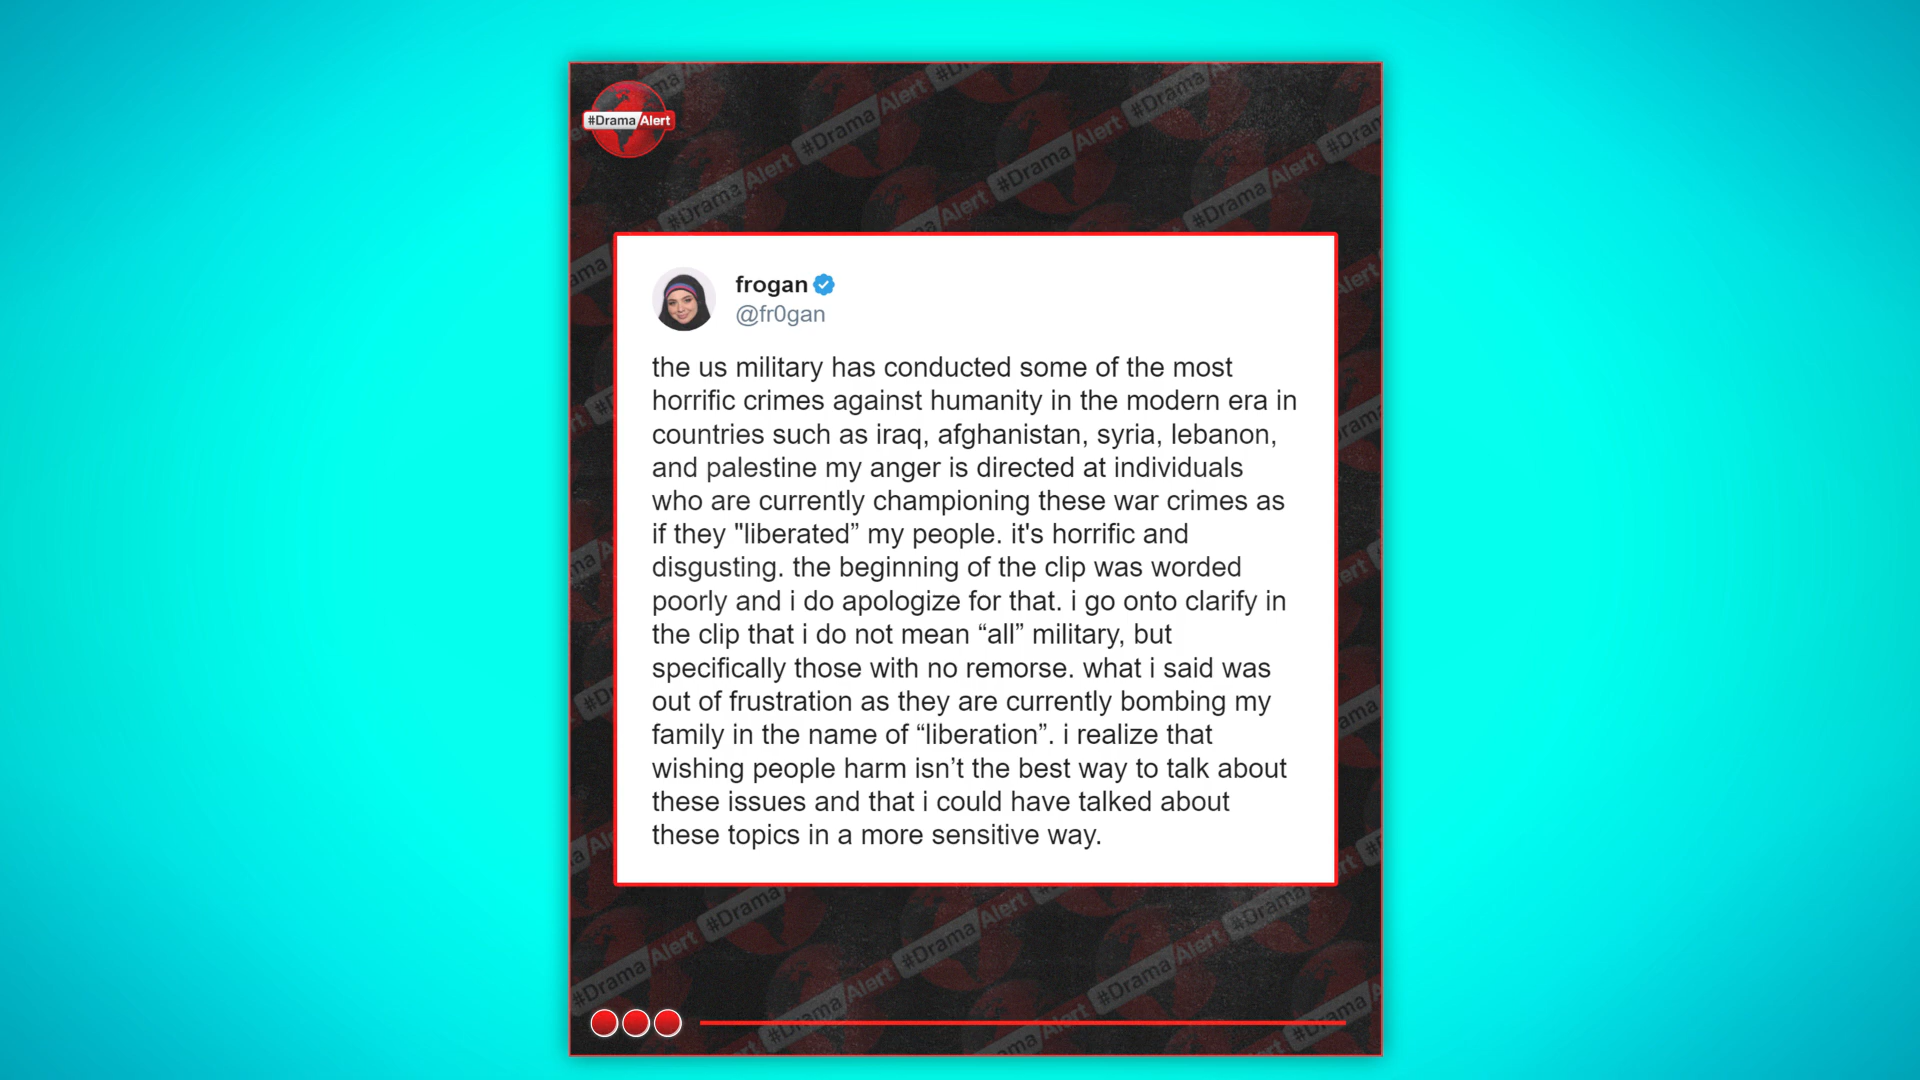 #Drama Alert
frogan
@fr0gan
the us military has conducted some of the most
horrific crimes against humanity in the modern era in
countries such as iraq, afghanistan, syria, lebanon,
and palestine my anger is directed at individuals
who are currently championing these war crimes as
if they "liberated” my people. it's horrific and
disgusting. the beginning of the clip was worded
poorly and i do apologize for that. i go onto clarify in
the clip that i do not mean “all” military, but
specifically those with no remorse. what i said was
out of frustration as they are currently bombing my
family in the name of “liberation”. i realize that
wishing people harm isn’t the best way to talk about
these issues and that i could have talked about
these topics in a more sensitive way.